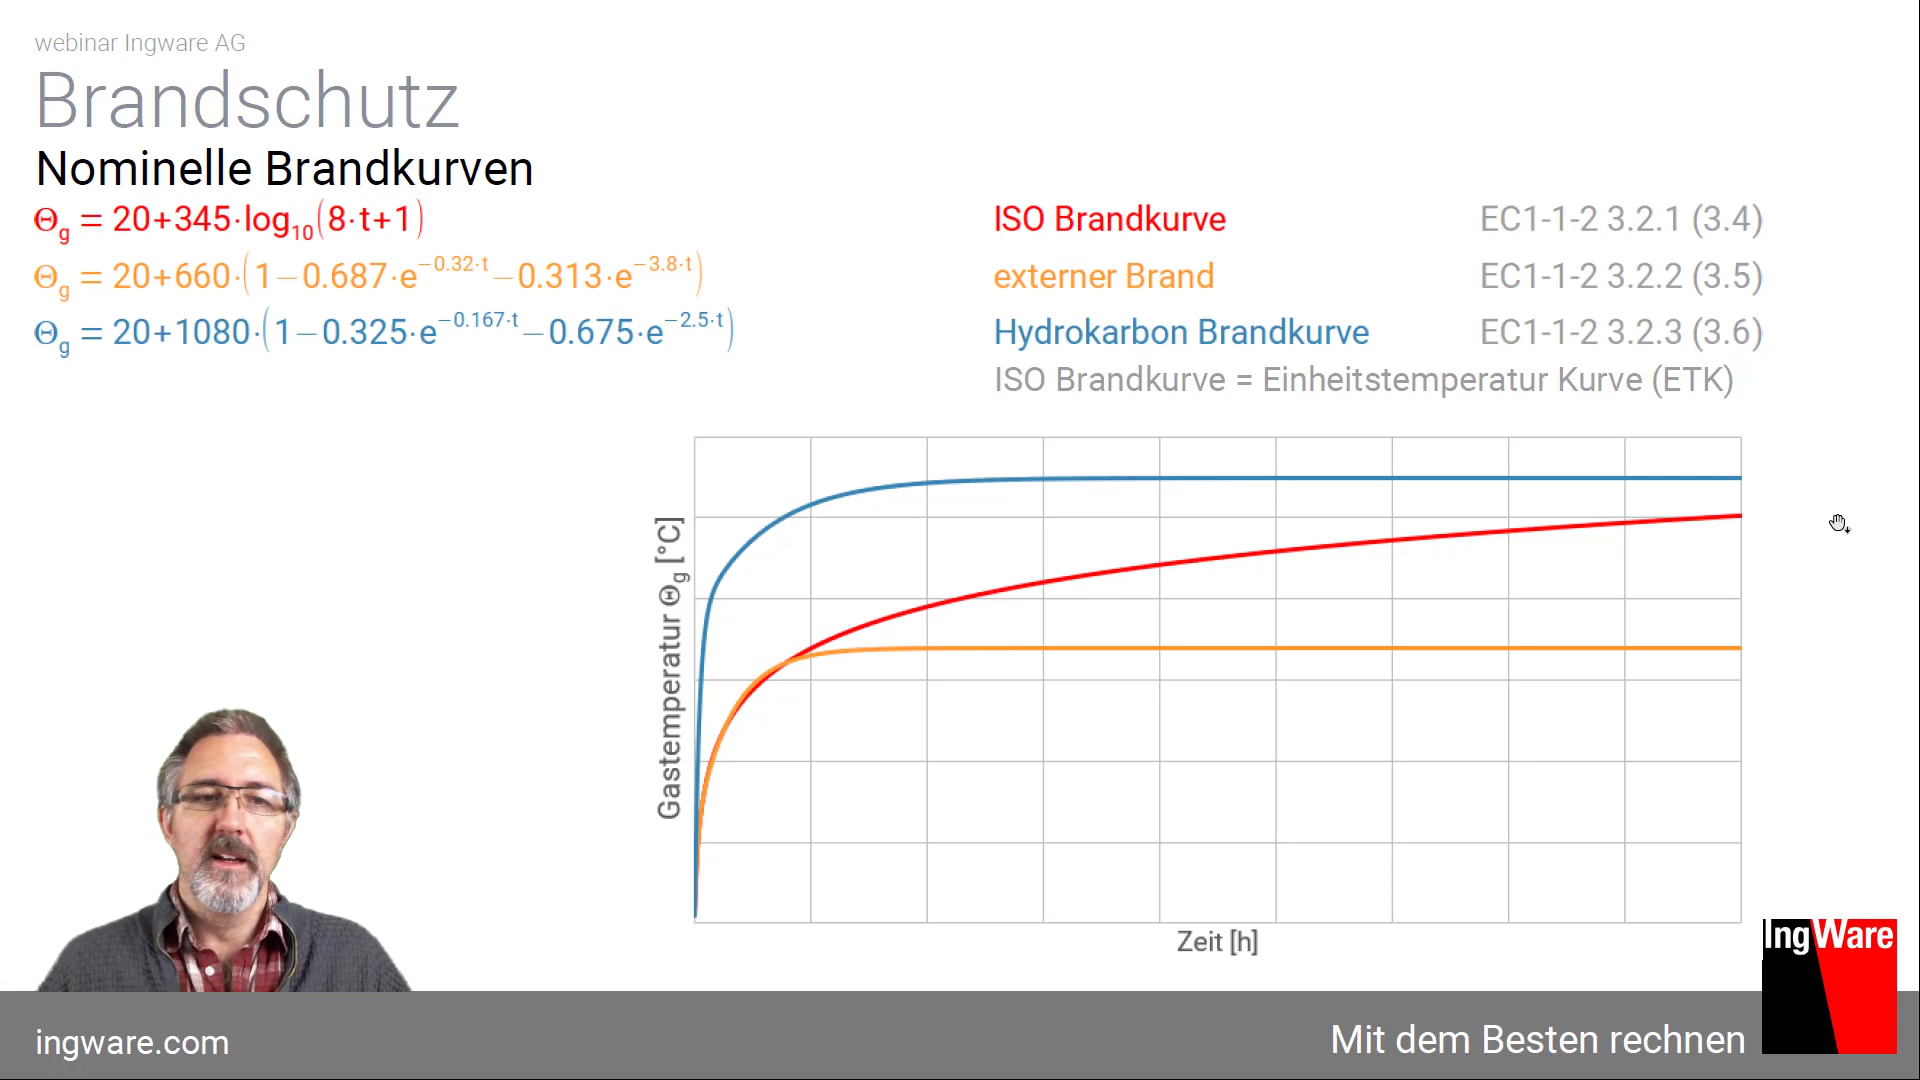 webinar Ingware AG
Brandschutz
Nominelle Brandkurven
Θg = 20+345·log10(8·t+1) ISO Brandkurve EC1-1-2 3.2.1 (3.4)
Θg = 20+660·(1−0.687·e^−0.32·t−0.313·e^−3.8·t) externer Brand EC1-1-2 3.2.2 (3.5)
Θg = 20+1080·(1−0.325·e^−0.167·t−0.675·e^−2.5·t) Hydrokarbon Brandkurve EC1-1-2 3.2.3 (3.6)
ISO Brandkurve = Einheitstemperatur Kurve (ETK)
Gastemperatur Θg [°C]
Zeit [h]
IngWare
ingware.com
Mit dem Besten rechnen